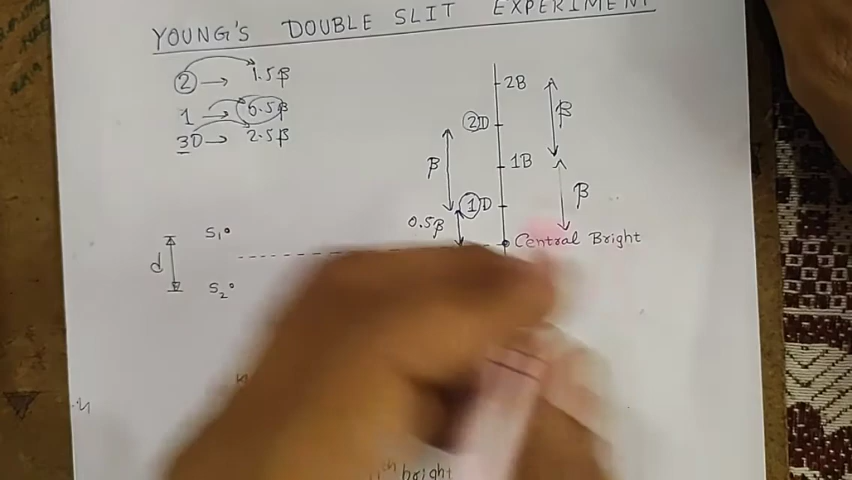 YOUNG'S DOUBLE SLIT EXPERIMENT
2 → 1.5β
1 → 0.5β
3D → 2.5β
2B
β
2D
β
1B
1D
β
0.5β
Central Bright
S₁
d
S₂
bright